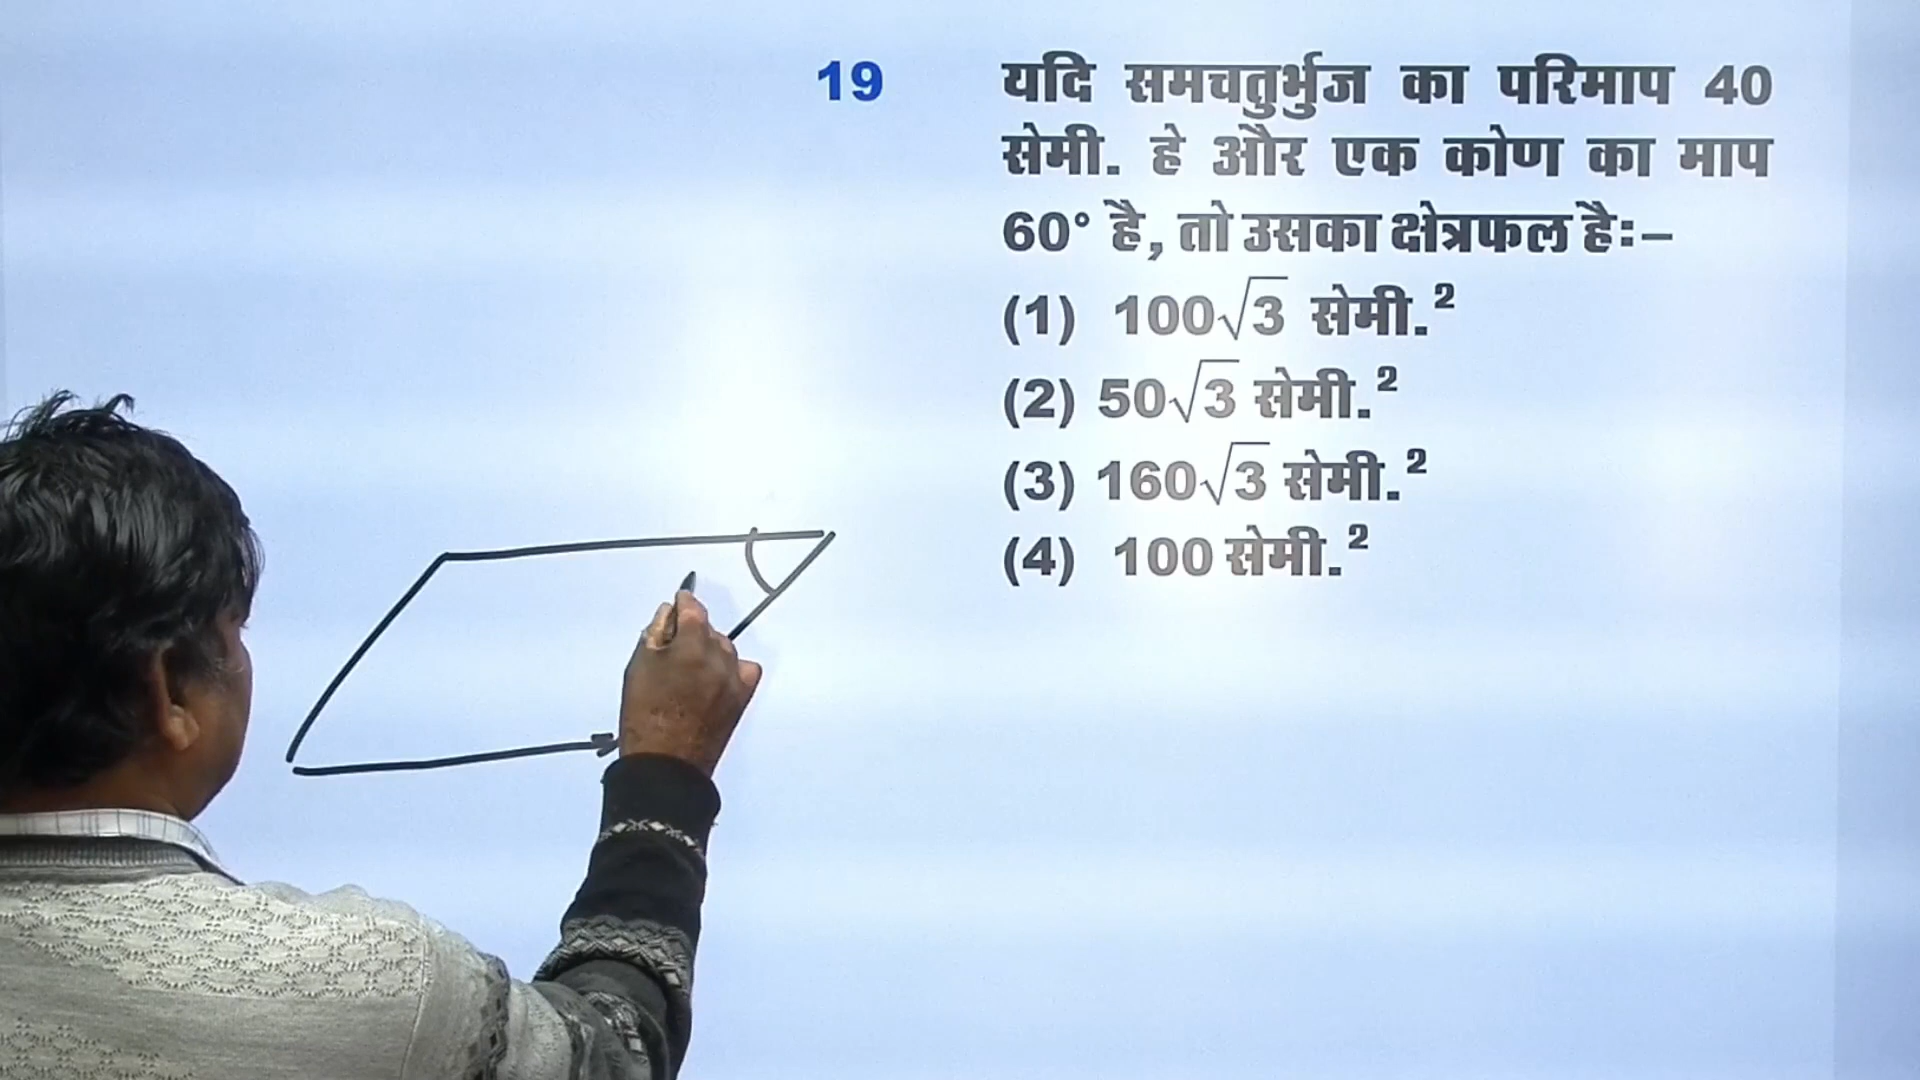 19 यदि समचतुर्भुज का परिमाप 40
सेमी. हे और एक कोण का माप
60° है, तो उसका क्षेत्रफल है:–
(1) 100√3 सेमी.²
(2) 50√3 सेमी.²
(3) 160√3 सेमी.²
(4) 100 सेमी.²